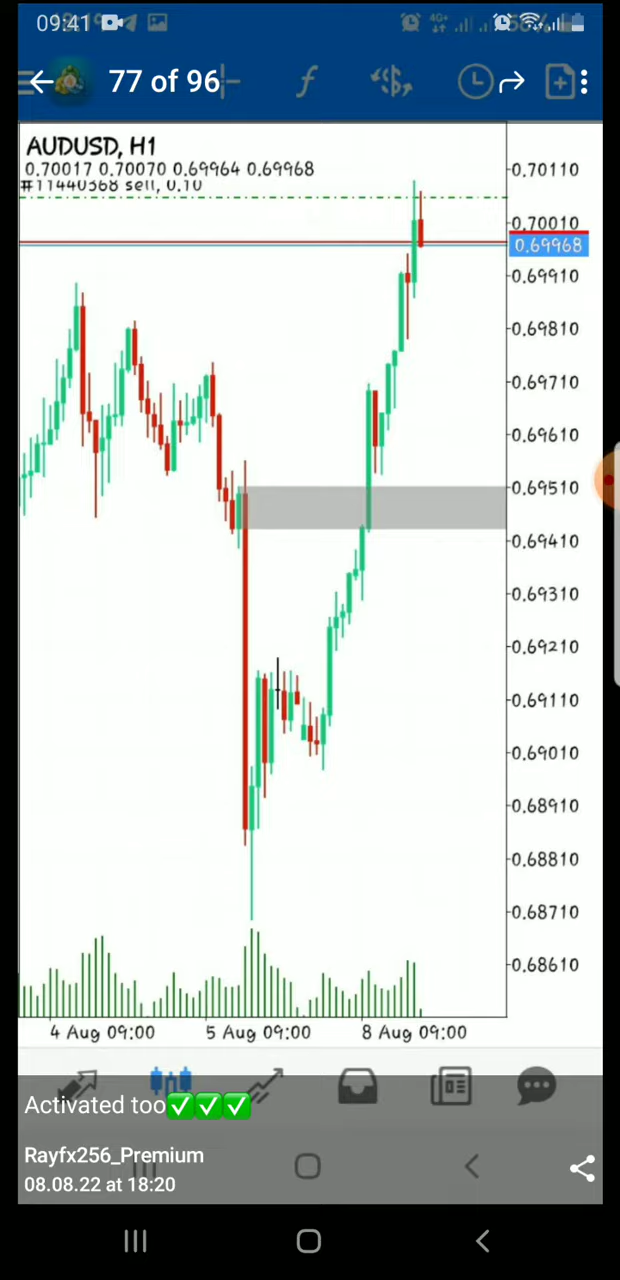 09:41
77 of 96
AUDUSD, H1
0.70017 0.70070 0.69964 0.69968
#11440368 sell, 0.10
0.70110
0.70010
0.69968
0.69910
0.69810
0.69710
0.69610
0.69510
0.69410
0.69310
0.69210
0.69110
0.69010
0.68910
0.68810
0.68710
0.68610
4 Aug 09:00 5 Aug 09:00 8 Aug 09:00
Activated too✅✅✅
Rayfx256_Premium
08.08.22 at 18:20